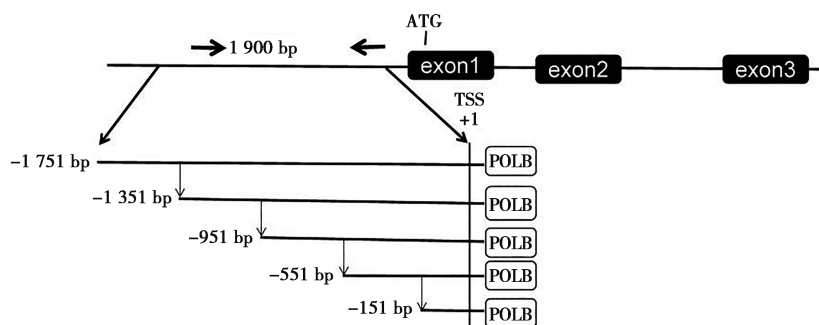 ATG
1 900 bp
exon1 exon2 exon3
TSS
+1
-1 751 bp POLB
-1 351 bp POLB
-951 bp POLB
-551 bp POLB
-151 bp POLB